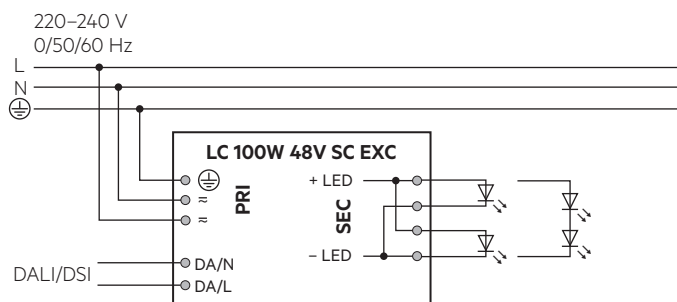 220–240 V
0/50/60 Hz
L
N
LC 100W 48V SC EXC
PRI
≂
≂
+ LED
SEC
– LED
DALI/DSI
DA/N
DA/L